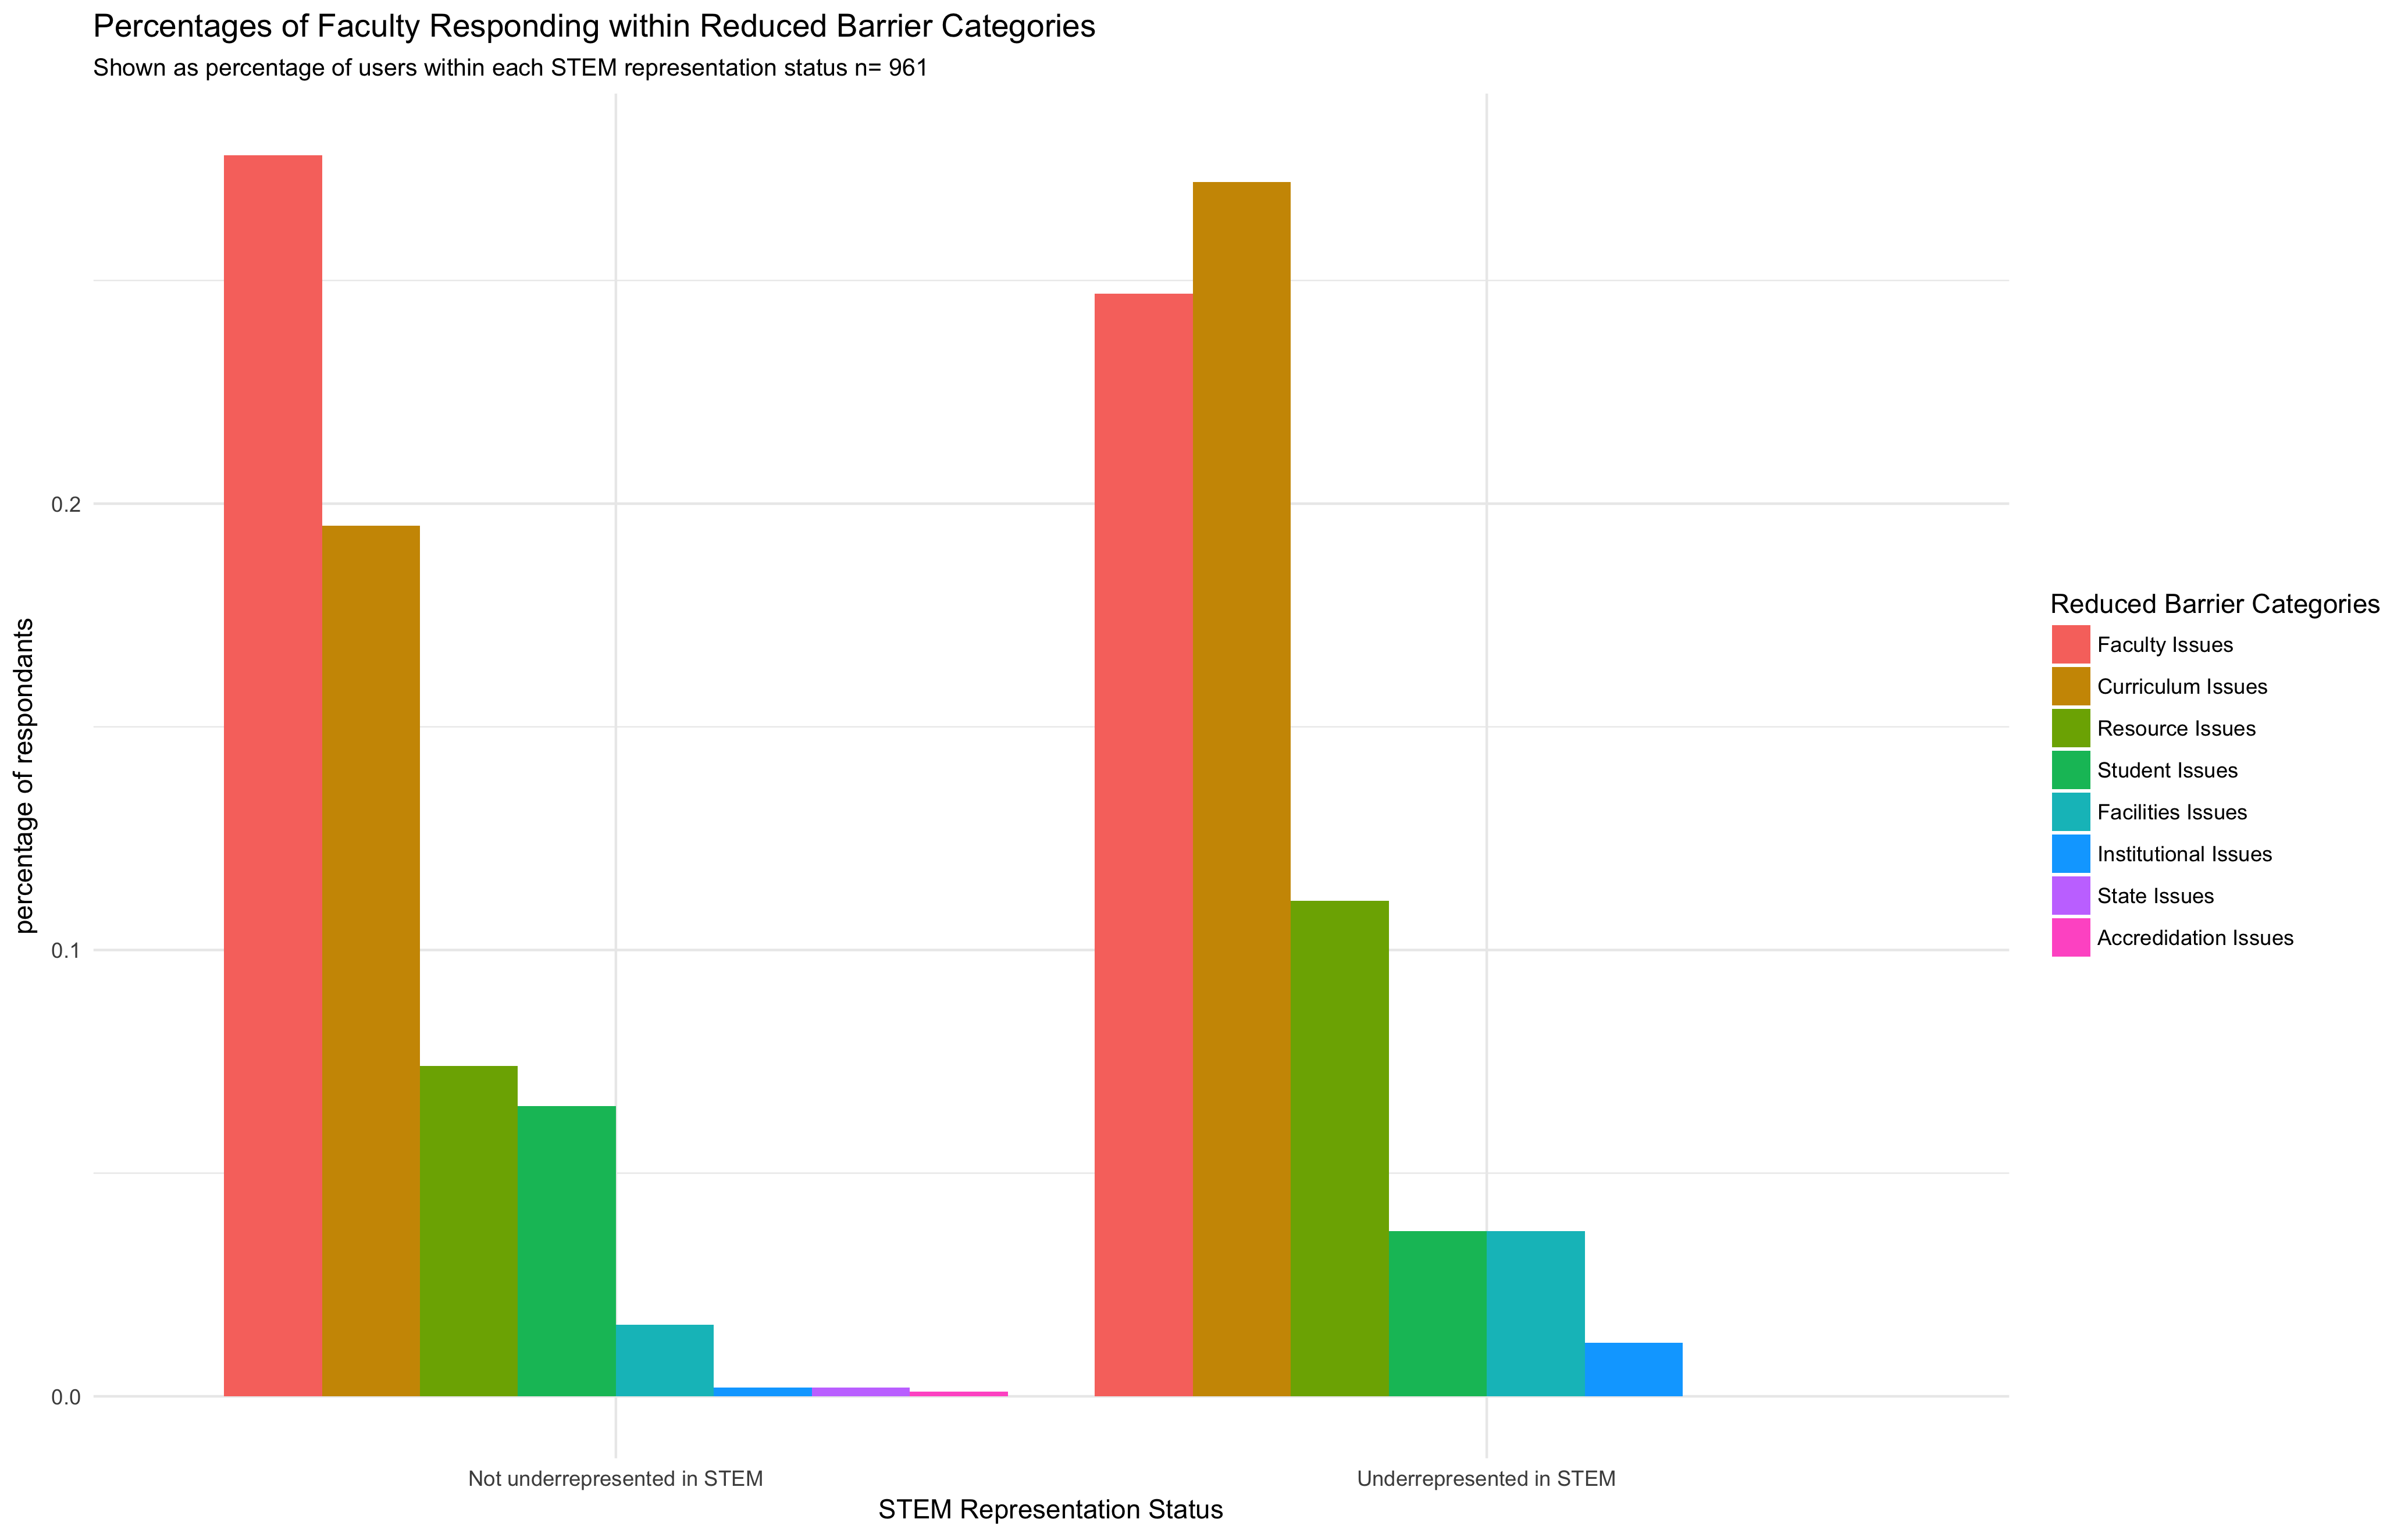 Percentages of Faculty Responding within Reduced Barrier Categories
Shown as percentage of users within each STEM representation status n= 961
percentage of respondants
0.2
0.1
0.0
Not underrepresented in STEM
Underrepresented in STEM
STEM Representation Status
Reduced Barrier Categories
Faculty Issues
Curriculum Issues
Resource Issues
Student Issues
Facilities Issues
Institutional Issues
State Issues
Accredidation Issues